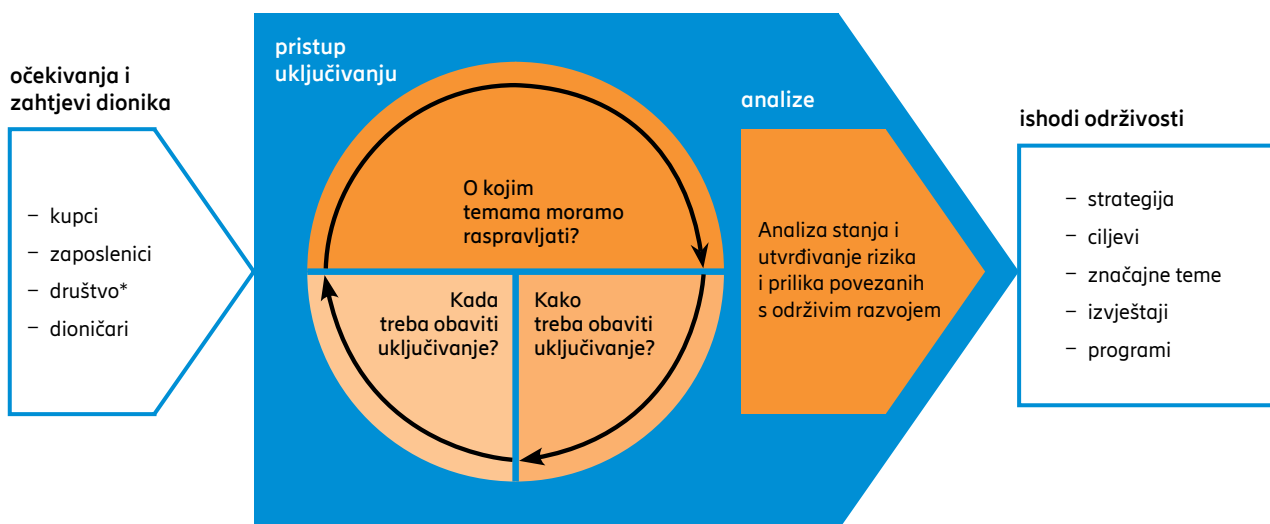 očekivanja i
zahtjevi dionika
– kupci
– zaposlenici
– društvo*
– dioničari
pristup
uključivanju
O kojim
temama moramo
raspravljati?
Kada
treba obaviti
uključivanje?
Kako
treba obaviti
uključivanje?
analize
Analiza stanja i
utvrđivanje rizika
i prilika povezanih
s održivim razvojem
ishodi održivosti
– strategija
– ciljevi
– značajne teme
– izvještaji
– programi